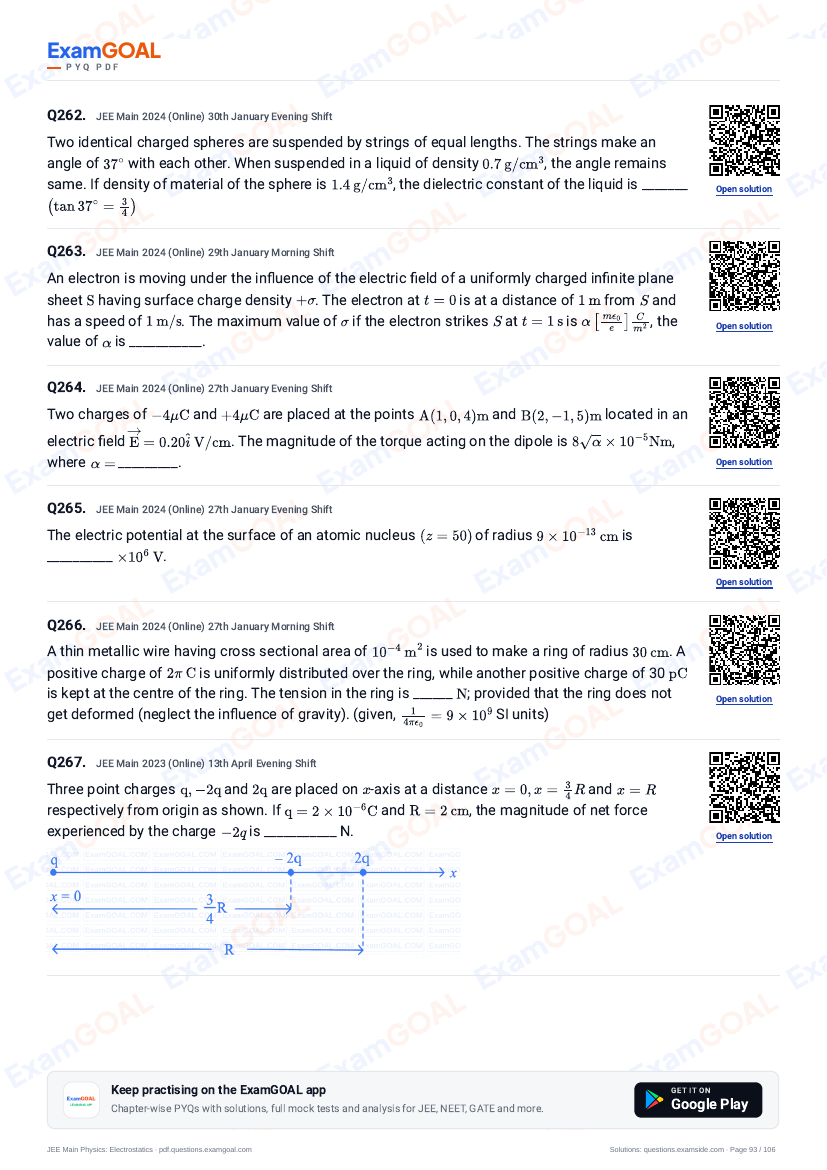 ExamGOAL
PYQ PDF
Q262. JEE Main 2024 (Online) 30th January Evening Shift
Two identical charged spheres are suspended by strings of equal lengths. The strings make an
angle of 37° with each other. When suspended in a liquid of density 0.7 g/cm³, the angle remains
same. If density of material of the sphere is 1.4 g/cm³, the dielectric constant of the liquid is _______
(tan 37° = 3/4)
Open solution
Q263. JEE Main 2024 (Online) 29th January Morning Shift
An electron is moving under the influence of the electric field of a uniformly charged infinite plane
sheet S having surface charge density +σ. The electron at t = 0 is at a distance of 1 m from S and
has a speed of 1 m/s. The maximum value of σ if the electron strikes S at t = 1 s is α [mϵ₀/e] C/m², the
value of α is ___________.
Open solution
Q264. JEE Main 2024 (Online) 27th January Evening Shift
Two charges of −4μC and +4μC are placed at the points A(1, 0, 4)m and B(2, −1, 5)m located in an
electric field E⃗ = 0.20î V/cm. The magnitude of the torque acting on the dipole is 8√α × 10⁻⁵Nm,
where α = _________.
Open solution
Q265. JEE Main 2024 (Online) 27th January Evening Shift
The electric potential at the surface of an atomic nucleus (z = 50) of radius 9 × 10⁻¹³ cm is
__________ ×10⁶ V.
Open solution
Q266. JEE Main 2024 (Online) 27th January Morning Shift
A thin metallic wire having cross sectional area of 10⁻⁴ m² is used to make a ring of radius 30 cm. A
positive charge of 2π C is uniformly distributed over the ring, while another positive charge of 30 pC
is kept at the centre of the ring. The tension in the ring is ______ N; provided that the ring does not
get deformed (neglect the influence of gravity). (given, 1/4πϵ₀ = 9 × 10⁹ SI units)
Open solution
Q267. JEE Main 2023 (Online) 13th April Evening Shift
Three point charges q, −2q and 2q are placed on x-axis at a distance x = 0, x = 3/4 R and x = R
respectively from origin as shown. If q = 2 × 10⁻⁶C and R = 2 cm, the magnitude of net force
experienced by the charge −2q is ___________ N.
Open solution
q − 2q 2q
x
x = 0
3/4 R
R
Keep practising on the ExamGOAL app
Chapter-wise PYQs with solutions, full mock tests and analysis for JEE, NEET, GATE and more.
GET IT ON
Google Play
JEE Main Physics: Electrostatics · pdf.questions.examgoal.com
Solutions: questions.examside.com · Page 93 / 106